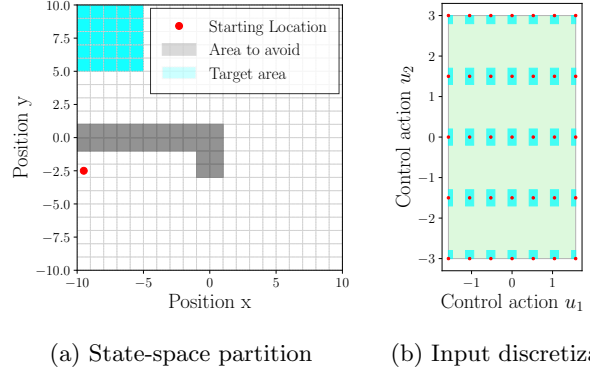 10.0
7.5
5.0
2.5
0.0
−2.5
−5.0
−7.5
−10.0
−10
−5
0
5
10
Position y
Position x
Starting Location
Area to avoid
Target area
3
2
1
0
−1
−2
−3
−1
0
1
Control action u2
Control action u1
(a) State-space partition
(b) Input discretiza